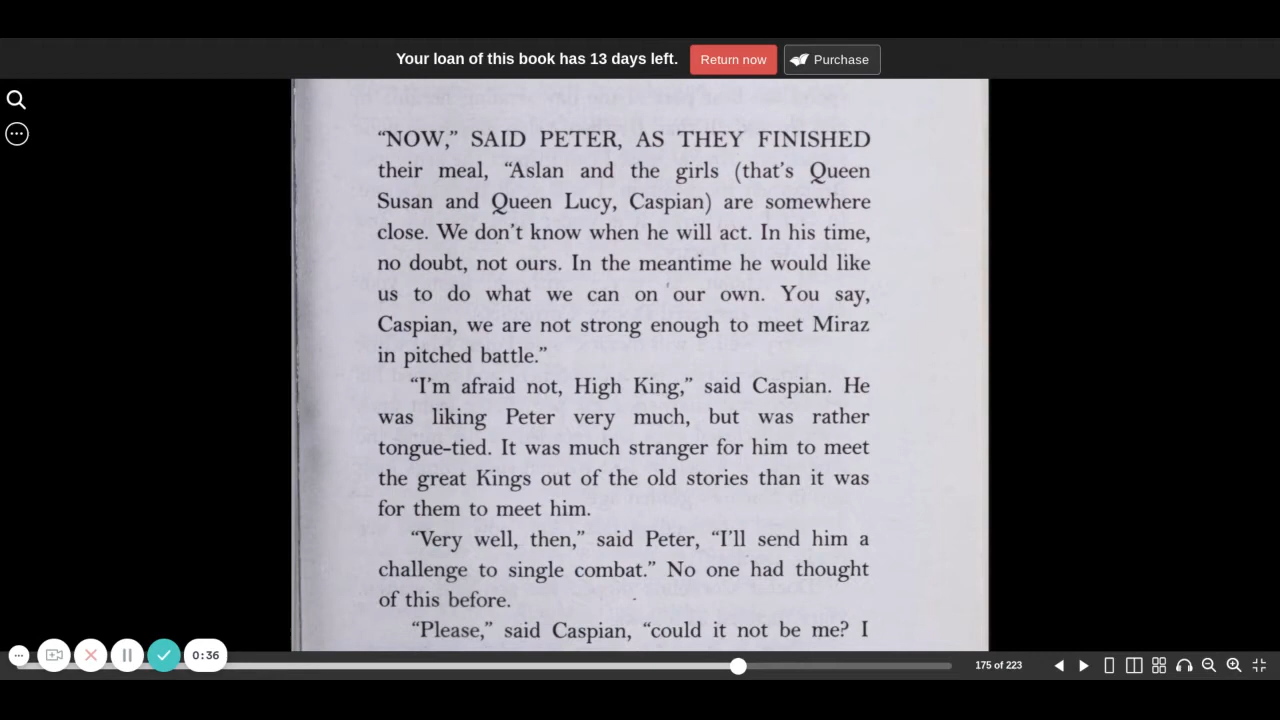 Your loan of this book has 13 days left. Return now Purchase
“NOW,” SAID PETER, AS THEY FINISHED
their meal, “Aslan and the girls (that’s Queen
Susan and Queen Lucy, Caspian) are somewhere
close. We don’t know when he will act. In his time,
no doubt, not ours. In the meantime he would like
us to do what we can on our own. You say,
Caspian, we are not strong enough to meet Miraz
in pitched battle.”
“I’m afraid not, High King,” said Caspian. He
was liking Peter very much, but was rather
tongue-tied. It was much stranger for him to meet
the great Kings out of the old stories than it was
for them to meet him.
“Very well, then,” said Peter, “I’ll send him a
challenge to single combat.” No one had thought
of this before.
“Please,” said Caspian, “could it not be me? I
0:36
175 of 223